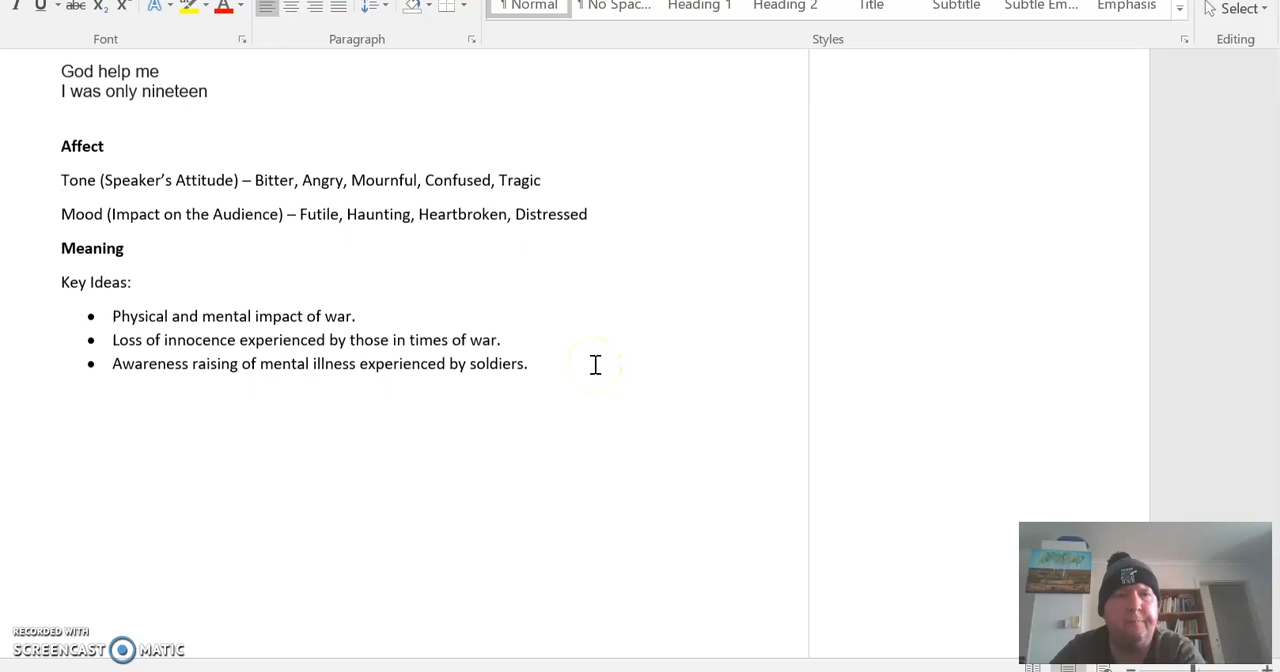 I U abc X₂ X A A
¶ Normal ¶ No Spac... Heading 1 Heading 2 Title Subtitle Subtle Em... Emphasis Select
Font Paragraph Styles Editing
God help me
I was only nineteen
Affect
Tone (Speaker’s Attitude) – Bitter, Angry, Mournful, Confused, Tragic
Mood (Impact on the Audience) – Futile, Haunting, Heartbroken, Distressed
Meaning
Key Ideas:
• Physical and mental impact of war.
• Loss of innocence experienced by those in times of war.
• Awareness raising of mental illness experienced by soldiers.
RECORDED WITH
SCREENCAST MATIC